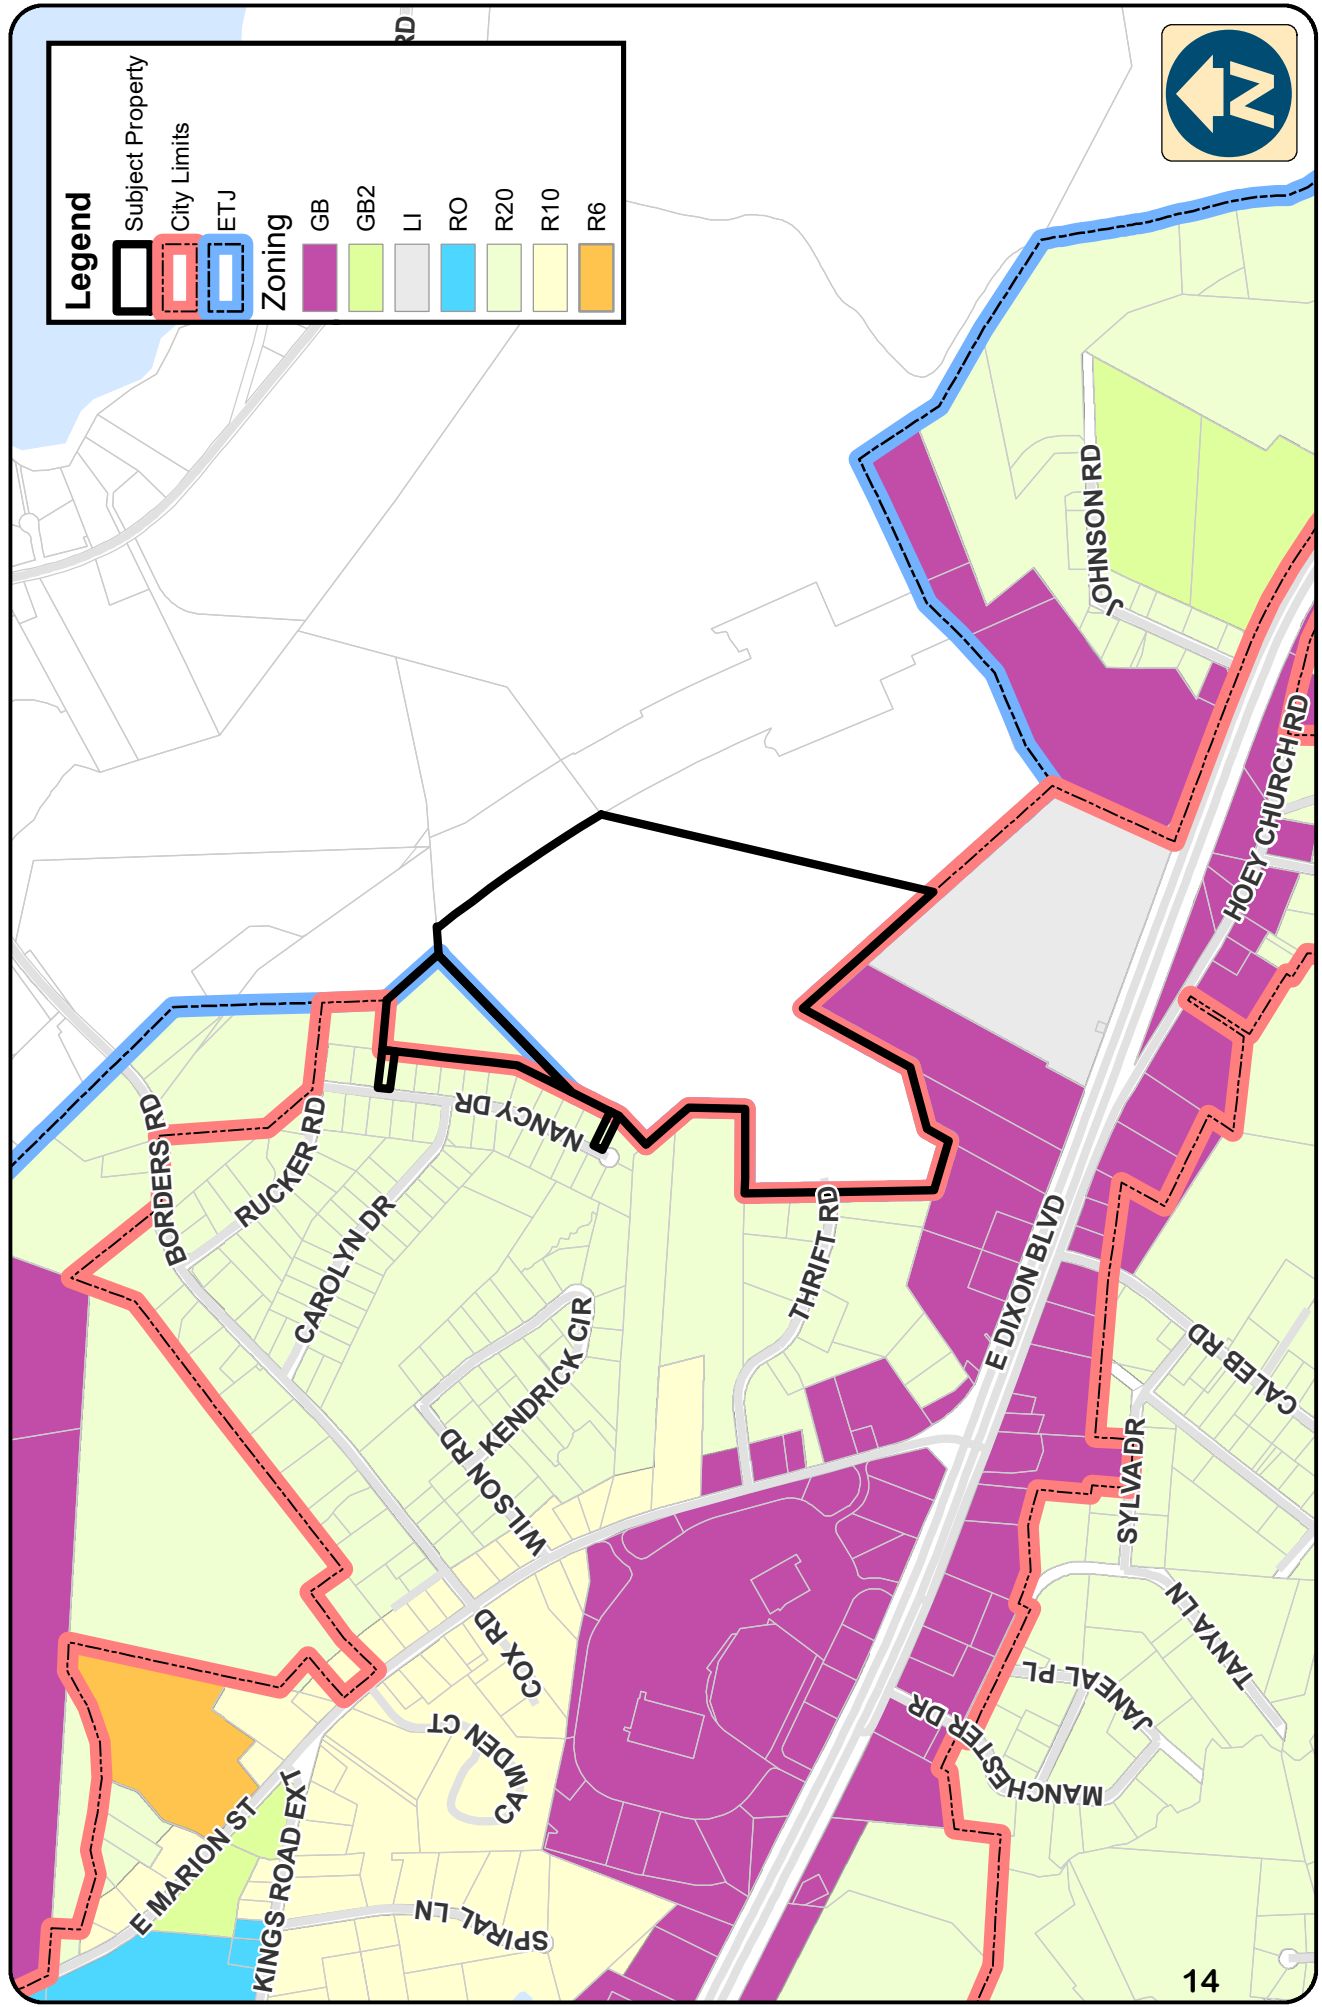 Legend
Subject Property
City Limits
ETJ
Zoning
GB
GB2
LI
RO
R20
R10
R6
RD
N
BORDERS RD
RUCKER RD
NANCY DR
CAROLYN DR
KENDRICK CIR
WILSON RD
THRIFT RD
COX RD
CAMDEN CT
E MARION ST
KINGS ROAD EXT
SPIRAL LN
E DIXON BLVD
JOHNSON RD
HOEY CHURCH RD
CALEB RD
SYLVA DR
TANYA LN
JANEAL PL
MANCHESTER DR
14